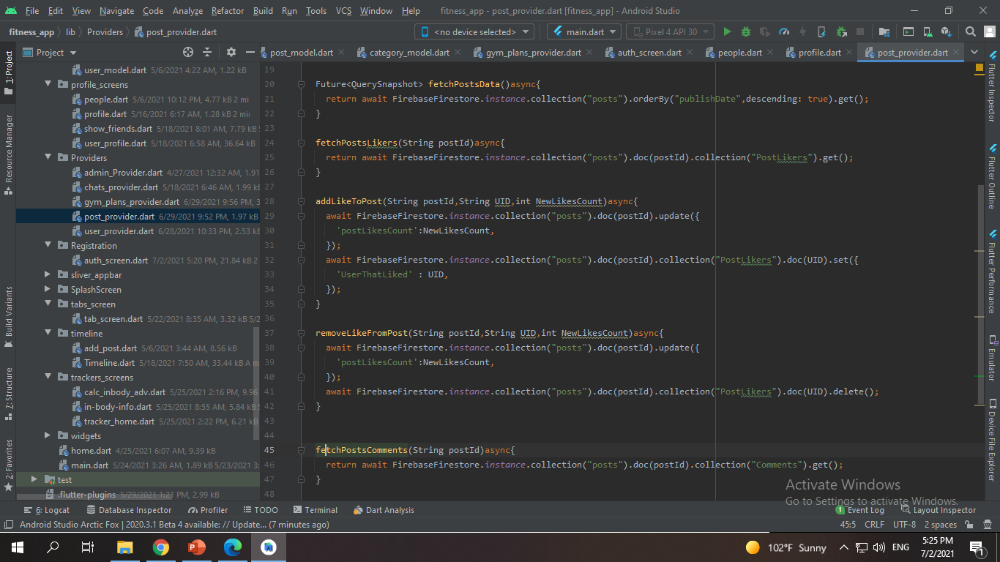 File Edit View Navigate Code Analyze Refactor Build Run Tools VCS Window Help fitness_app - post_provider.dart [fitness_app] - Android Studio
fitness_app lib Providers post_provider.dart <no device selected> main.dart Pixel 4 API 30
Project post_model.dart category_model.dart gym_plans_provider.dart auth_screen.dart people.dart profile.dart post_provider.dart
1: Project
Resource Manager
Build Variants
7: Structure
2: Favorites
user_model.dart 5/6/2021 4:22 AM, 1.22 kB
profile_screens
people.dart 5/6/2021 10:12 PM, 4.77 kB 2 mi
profile.dart 5/16/2021 6:17 AM, 1.28 kB 2 min
show_friends.dart 5/18/2021 8:01 AM, 7.79 kB
user_profile.dart 5/18/2021 6:58 AM, 36.64 kB
Providers
admin_Provider.dart 4/27/2021 12:32 AM, 1.91
chats_provider.dart 5/18/2021 6:46 AM, 1.99 k
gym_plans_provider.dart 6/29/2021 9:56 PM, 3
post_provider.dart 6/29/2021 9:52 PM, 1.97 kB
user_provider.dart 6/28/2021 10:33 PM, 2.53 kB
Registration
auth_screen.dart 7/2/2021 5:20 PM, 21.84 kB 2
sliver_appbar
SplashScreen
tabs_screen
tab_screen.dart 5/22/2021 8:35 AM, 3.32 kB 5/2
timeline
add_post.dart 5/6/2021 3:44 AM, 8.56 kB
Timeline.dart 5/18/2021 7:50 AM, 33.44 kB A m
trackers_screens
calc_inbody_adv.dart 5/25/2021 2:16 PM, 9.96
in-body-info.dart 5/25/2021 8:55 AM, 5.84 kB
tracker_home.dart 5/25/2021 2:22 PM, 6.21 kB
widgets
home.dart 4/25/2021 6:07 AM, 9.39 kB
main.dart 5/24/2021 3:26 AM, 1.89 kB 5/23/2021 3:
test
.flutter-plugins 5/29/2021 1:21 PM, 2.99 kB
19
20 Future<QuerySnapshot> fetchPostsData()async{
21 return await FirebaseFirestore.instance.collection("posts").orderBy("publishDate",descending: true).get();
22 }
23
24 fetchPostsLikers(String postId)async{
25 return await FirebaseFirestore.instance.collection("posts").doc(postId).collection("PostLikers").get();
26 }
27
28 addLikeToPost(String postId,String UID,int NewLikesCount)async{
29 await FirebaseFirestore.instance.collection("posts").doc(postId).update({
30 'postLikesCount':NewLikesCount,
31 });
32 await FirebaseFirestore.instance.collection("posts").doc(postId).collection("PostLikers").doc(UID).set({
33 'UserThatLiked' : UID,
34 });
35 }
36
37 removeLikeFromPost(String postId,String UID,int NewLikesCount)async{
38 await FirebaseFirestore.instance.collection("posts").doc(postId).update({
39 'postLikesCount':NewLikesCount,
40 });
41 await FirebaseFirestore.instance.collection("posts").doc(postId).collection("PostLikers").doc(UID).delete();
42 }
43
44
45 fetchPostsComments(String postId)async{
46 return await FirebaseFirestore.instance.collection("posts").doc(postId).collection("Comments").get();
47 }
48
Flutter Inspector
Flutter Outline
Flutter Performance
Emulator
Device File Explorer
Activate Windows
Go to Settings to activate Windows.
6: Logcat Database Inspector Profiler TODO Terminal Dart Analysis 1 Event Log Layout Inspector
Android Studio Arctic Fox | 2020.3.1 Beta 4 available: // Update... (7 minutes ago) 45:5 CRLF UTF-8 2 spaces
102°F Sunny ENG 5:25 PM
7/2/2021
1